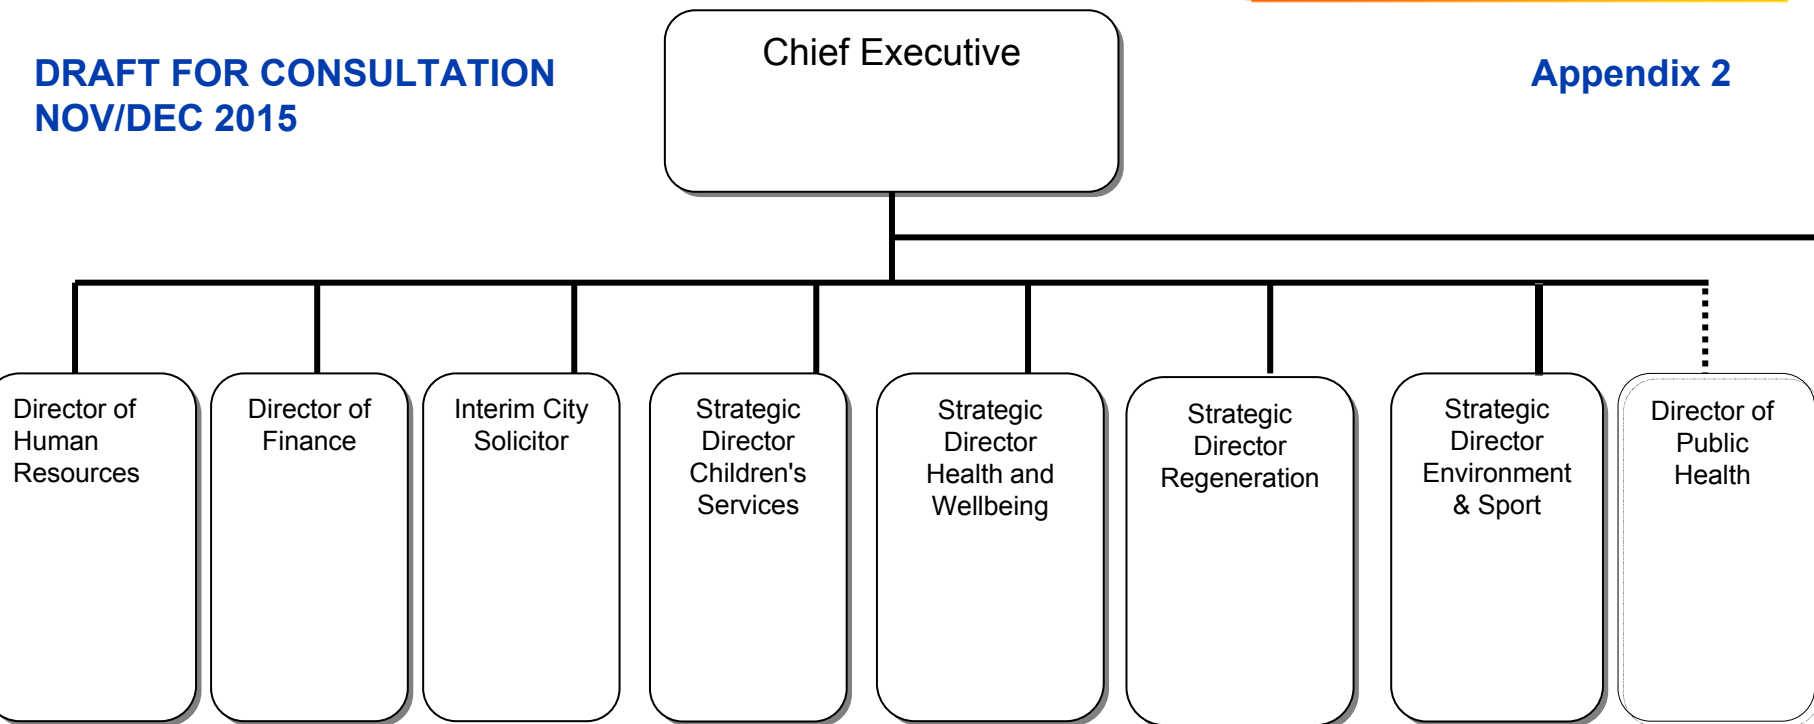 Chief Executive
DRAFT FOR CONSULTATION
NOV/DEC 2015
Appendix 2
Director of
Human
Resources
Director of
Finance
Interim City
Solicitor
Strategic
Director
Children's
Services
Strategic
Director
Health and
Wellbeing
Strategic
Director
Regeneration
Strategic
Director
Environment
& Sport
Director of
Public
Health